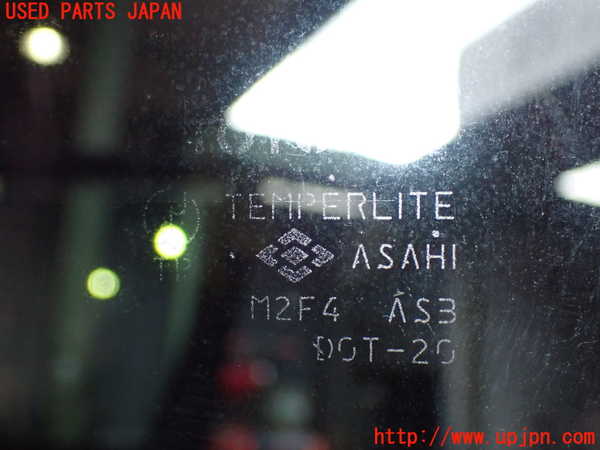 USED PARTS JAPAN
TEMPERLITE
ASAHI
M2F4 AS3
DOT-20
http://www.upjpn.com/